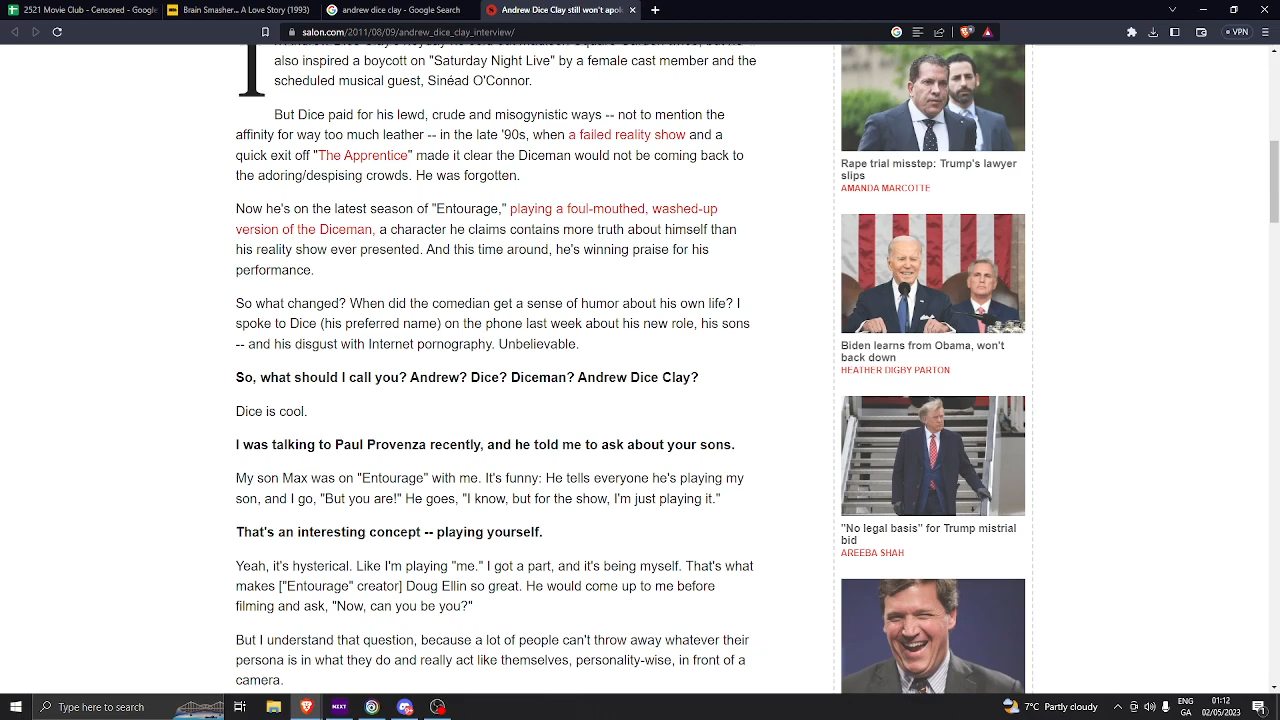 2521 Movie Club - Censored - Googl
Brain Smasher... A Love Story (1993)
andrew dice clay - Google Search
Andrew Dice Clay still won't apolo
salon.com/2011/08/09/andrew_dice_clay_interview/
VPN
also inspired a boycott on "Saturday Night Live" by a female cast member and the
scheduled musical guest, Sinéad O'Connor.
But Dice paid for his lewd, crude and misogynistic ways -- not to mention the
affinity for way too much leather -- in the late '90s, when a failed reality show and a
quick exit off "The Apprentice" made it clear the Diceman would not be coming back to
the arm-raising crowds. He was forgotten.
Now he's on the latest season of "Entourage," playing a foul-mouthed, washed-up
version of the Diceman, a character he claims contains more truth about himself than
his reality show ever presented. And this time around, he's winning praise for his
performance.
So what changed? When did the comedian get a sense of humor about his own life? I
spoke to Dice (his preferred name) on the phone last week about his new role, his sons
-- and his disgust with Internet pornography. Unbelievable.
So, what should I call you? Andrew? Dice? Diceman? Andrew Dice Clay?
Dice is cool.
I was talking to Paul Provenza recently, and he told me to ask about your sons.
My son Max was on "Entourage" with me. It's funny. He tells everyone he's playing my
son, and I go, "But you are!" He goes, "I know, but for the show, I'm just playing it."
That's an interesting concept -- playing yourself.
Yeah, it's hysterical. Like I'm playing "me." I got a part, and it's being myself. That's what
makes ["Entourage" creator] Doug Ellin so great. He would come up to me before
filming and ask, "Now, can you be you?"
But I understand that question, because a lot of people can't throw away whatever their
persona is in what they do and really act like themselves, personality-wise, in front of a
camera.
Rape trial misstep: Trump's lawyer
slips
AMANDA MARCOTTE
Biden learns from Obama, won't
back down
HEATHER DIGBY PARTON
"No legal basis" for Trump mistrial
bid
AREEBA SHAH
Type here to search
NEXT
7°C Partly cloudy
ENG
01:12
02/05/2023